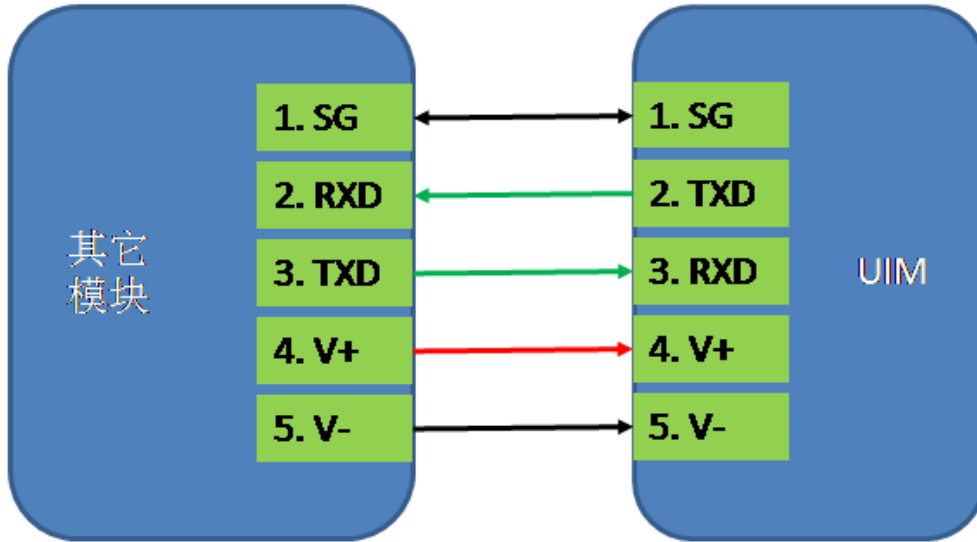 其它
模块
1. SG
2. RXD
3. TXD
4. V+
5. V-
1. SG
2. TXD
3. RXD
4. V+
5. V-
UIM